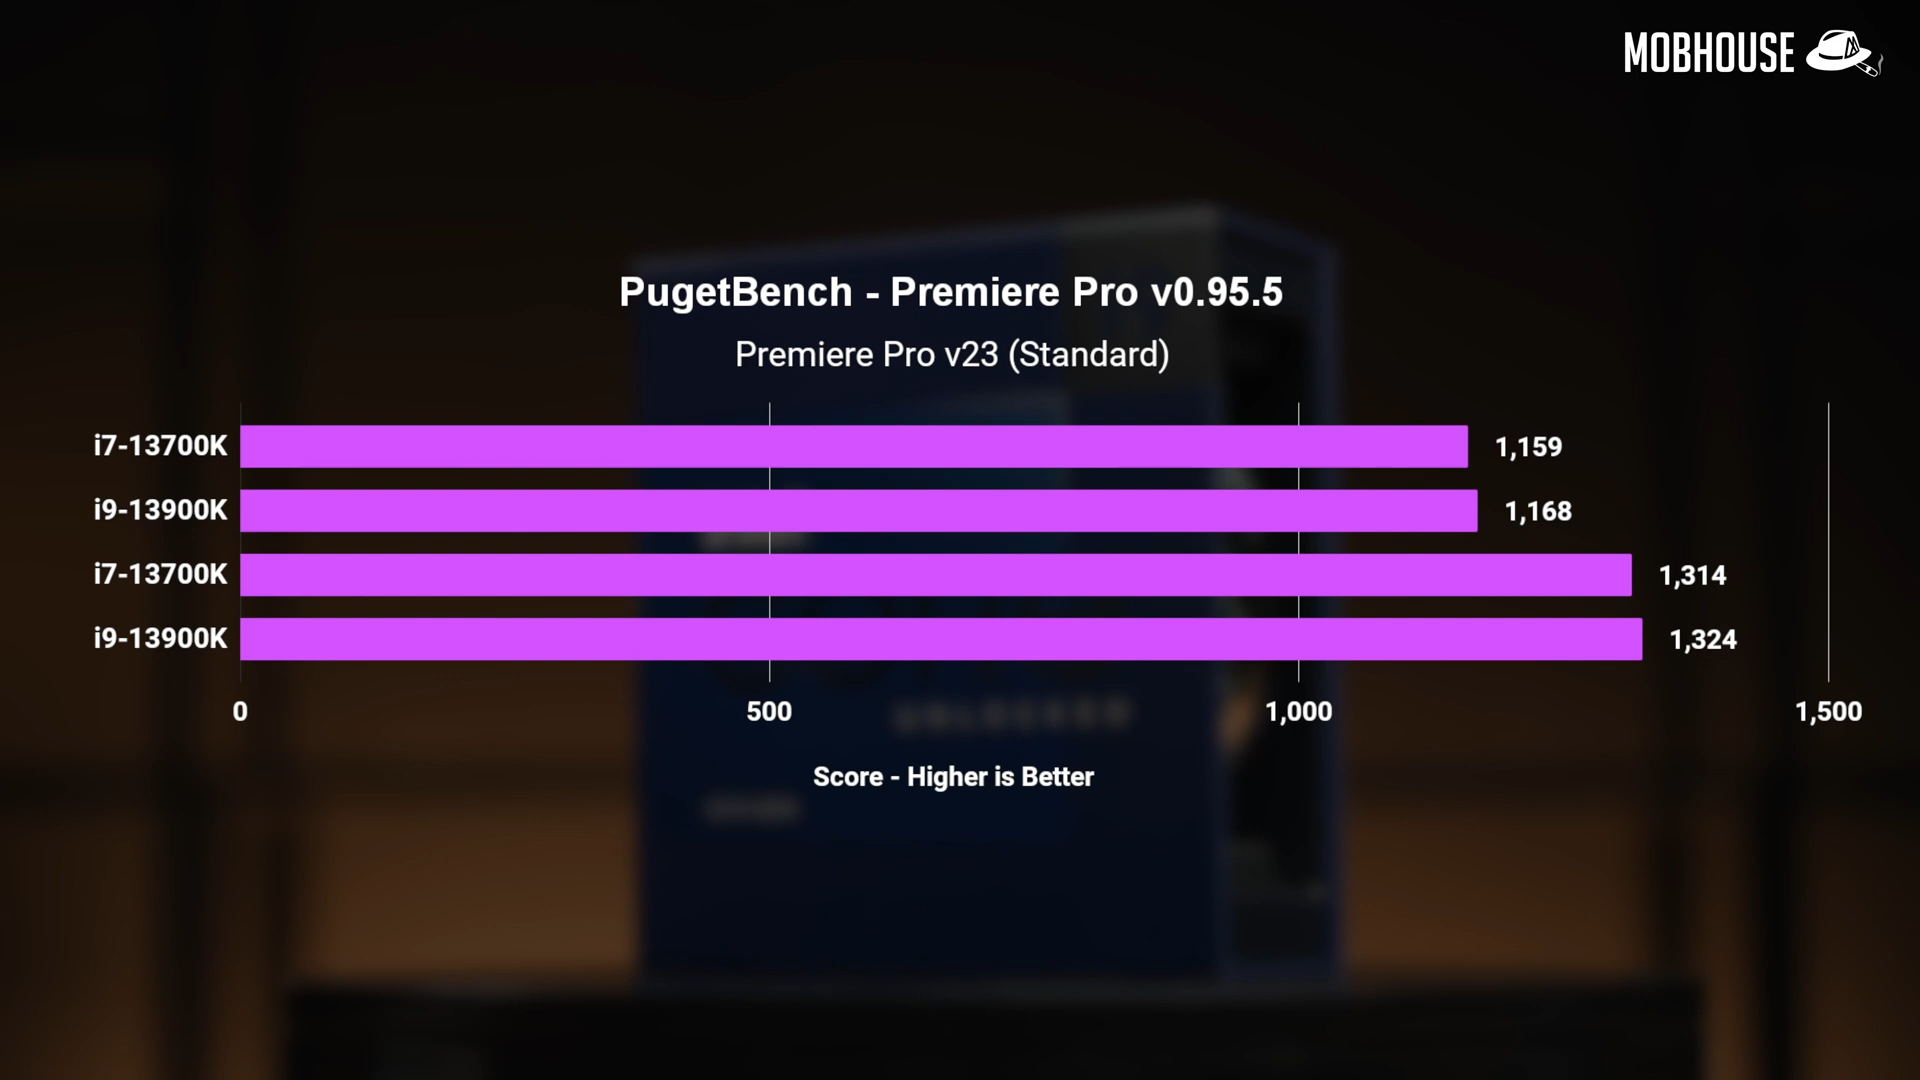 MOBHOUSE
PugetBench - Premiere Pro v0.95.5
Premiere Pro v23 (Standard)
i7-13700K 1,159
i9-13900K 1,168
i7-13700K 1,314
i9-13900K 1,324
0 500 1,000 1,500
UNLOCKED
Score - Higher is Better